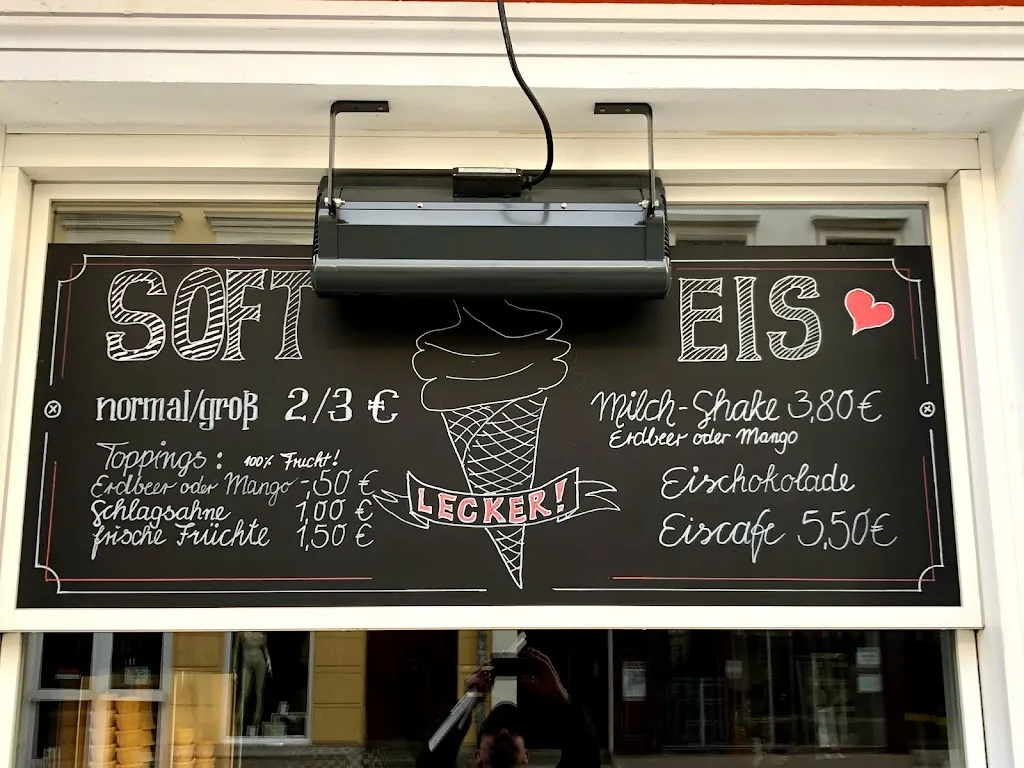 SOFT
normal/groß 2/3 €
Toppings: 100% Frucht!
Erdbeer oder Mango -,50 €
Schlagsahne 1,00 €
frische Früchte 1,50 €
LECKER!
EIS
Milch-Shake 3,80€
Erdbeer oder Mango
Eischokolade
Eiscafe 5,50€